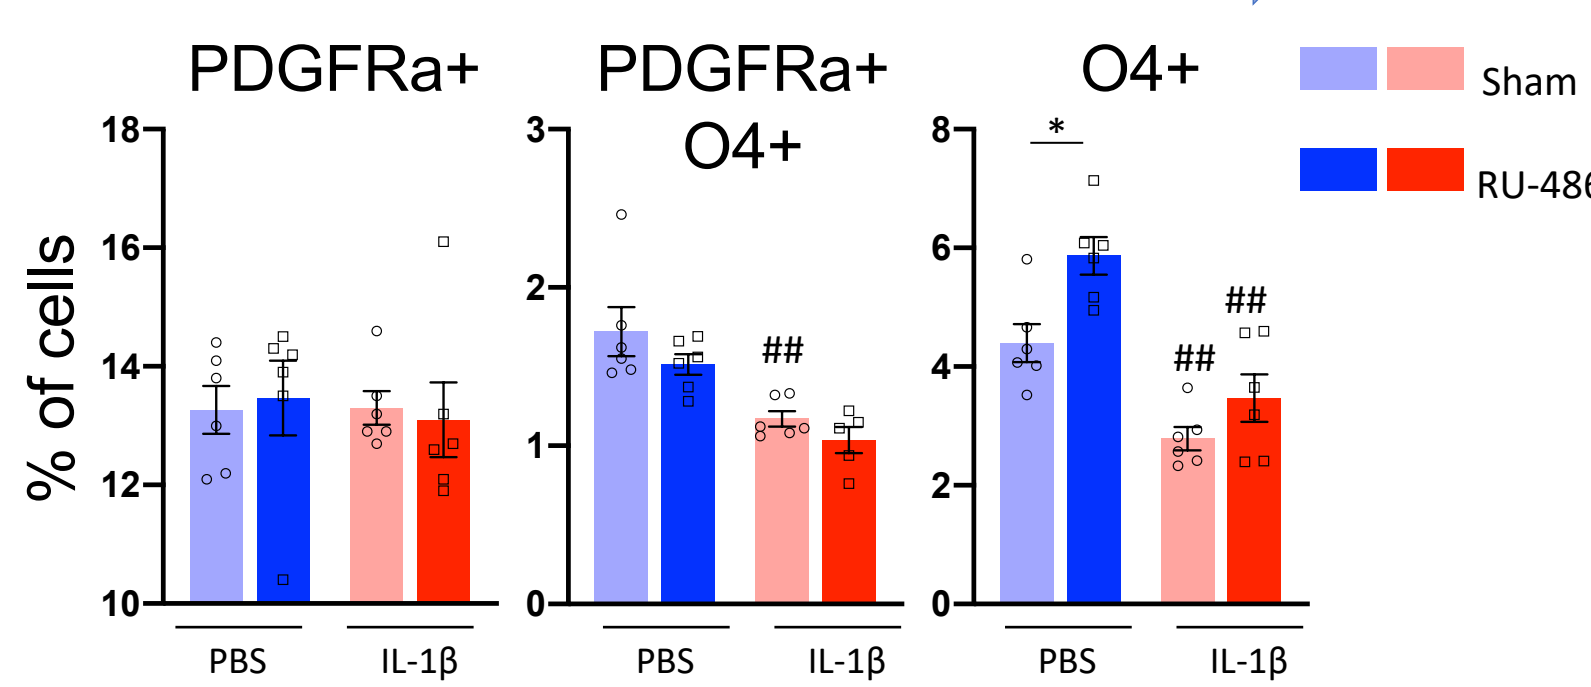 PDGFRa+
PDGFRa+
O4+
O4+
Sham
RU-486
% of cells
18
16
14
12
10
PBS
IL-1β
3
2
1
0
##
PBS
IL-1β
8
6
4
2
0
*
##
##
PBS
IL-1β